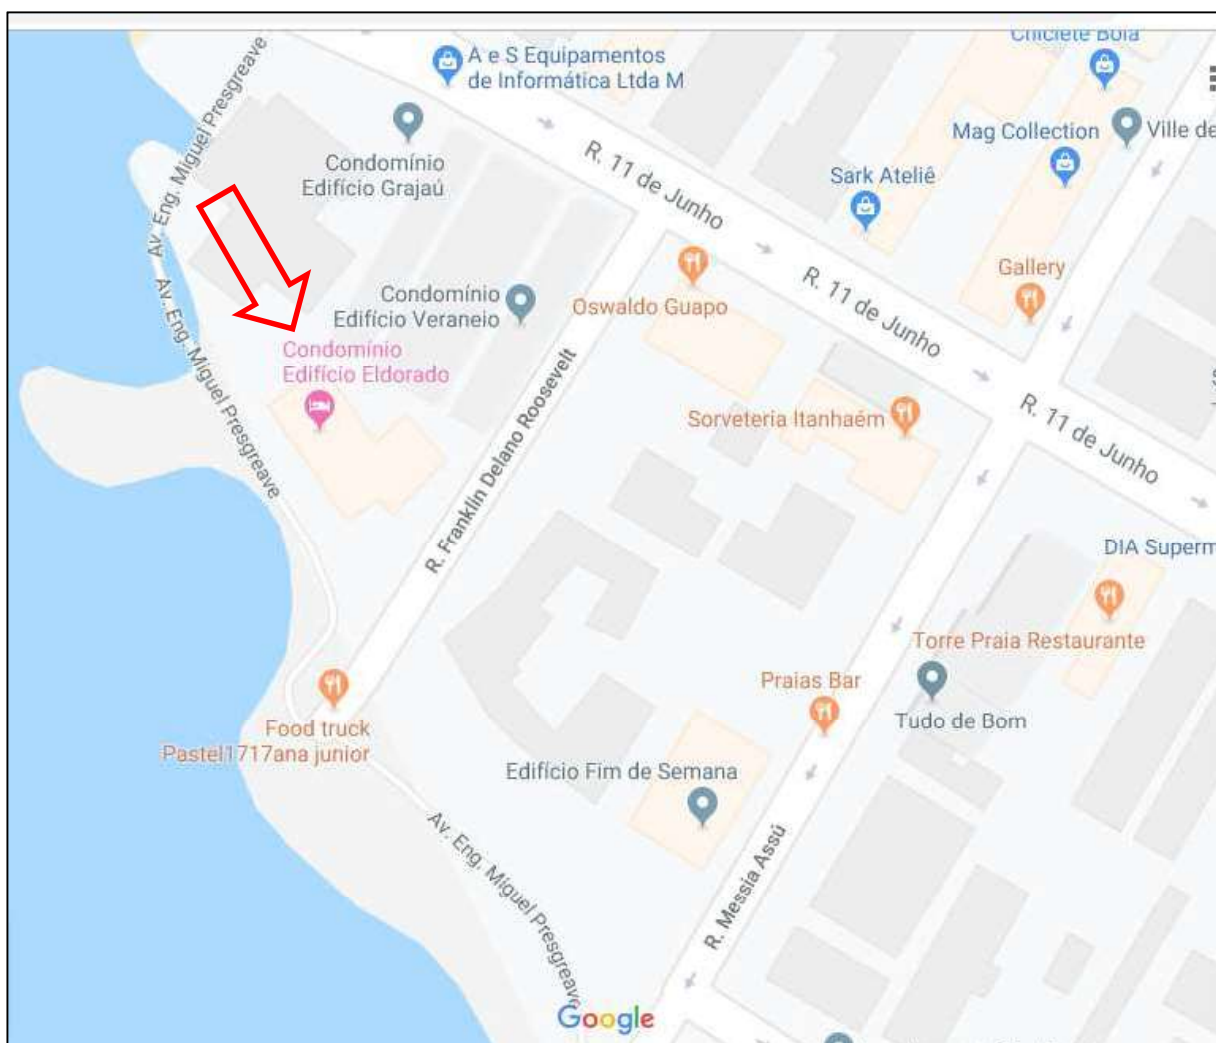 Chiclete Bola
A e S Equipamentos
de Informática Ltda M
Av. Eng. Miguel Presgreave
Mag Collection
Ville de
Condomínio
Edifício Grajaú
R. 11 de Junho
Sark Ateliê
Av. Eng. Miguel Presgreave
Gallery
Condomínio
Edifício Veraneio
Oswaldo Guapo
R. 11 de Junho
Condomínio
Edifício Eldorado
R. Franklin Delano Roosevelt
Sorveteria Itanhaém
R. 11 de Junho
DIA Superm
Torre Praia Restaurante
Praias Bar
Tudo de Bom
Food truck
Pastel1717ana junior
Edifício Fim de Semana
Av. Eng. Miguel Presgreave
R. Messia Assú
Google